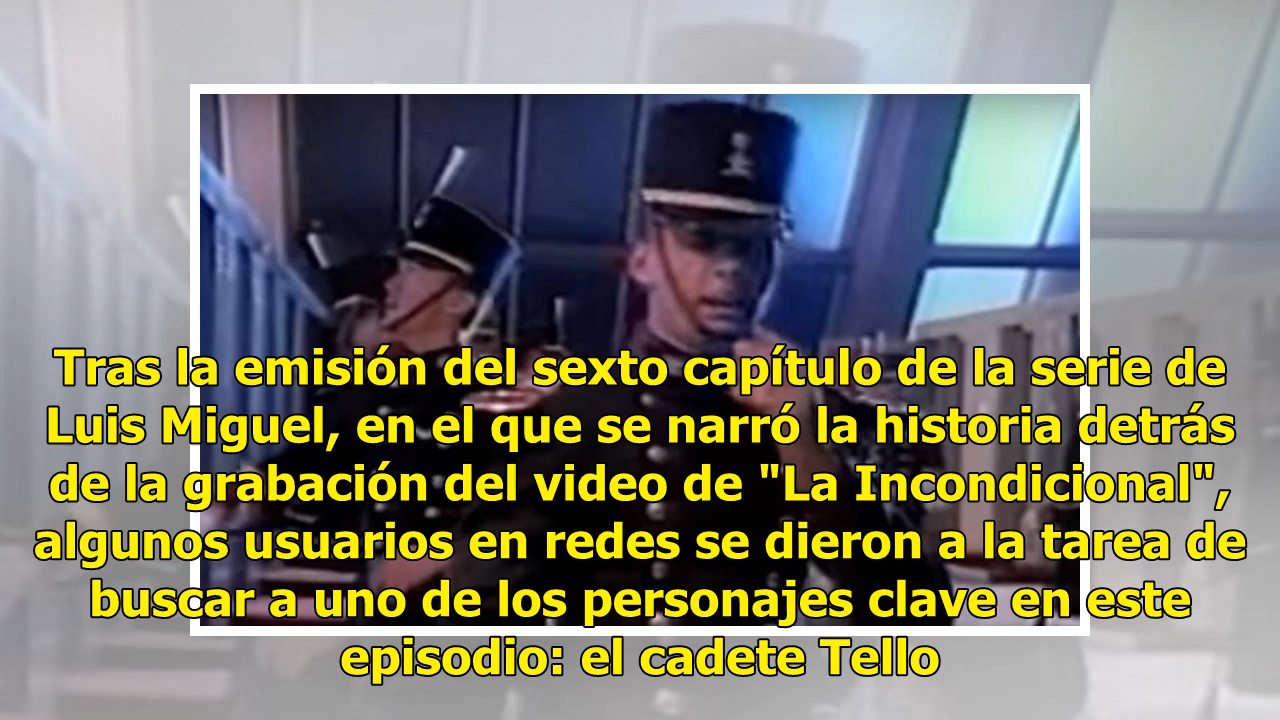 Tras la emisión del sexto capítulo de la serie de
Luis Miguel, en el que se narró la historia detrás
de la grabación del video de "La Incondicional",
algunos usuarios en redes se dieron a la tarea de
buscar a uno de los personajes clave en este
episodio: el cadete Tello